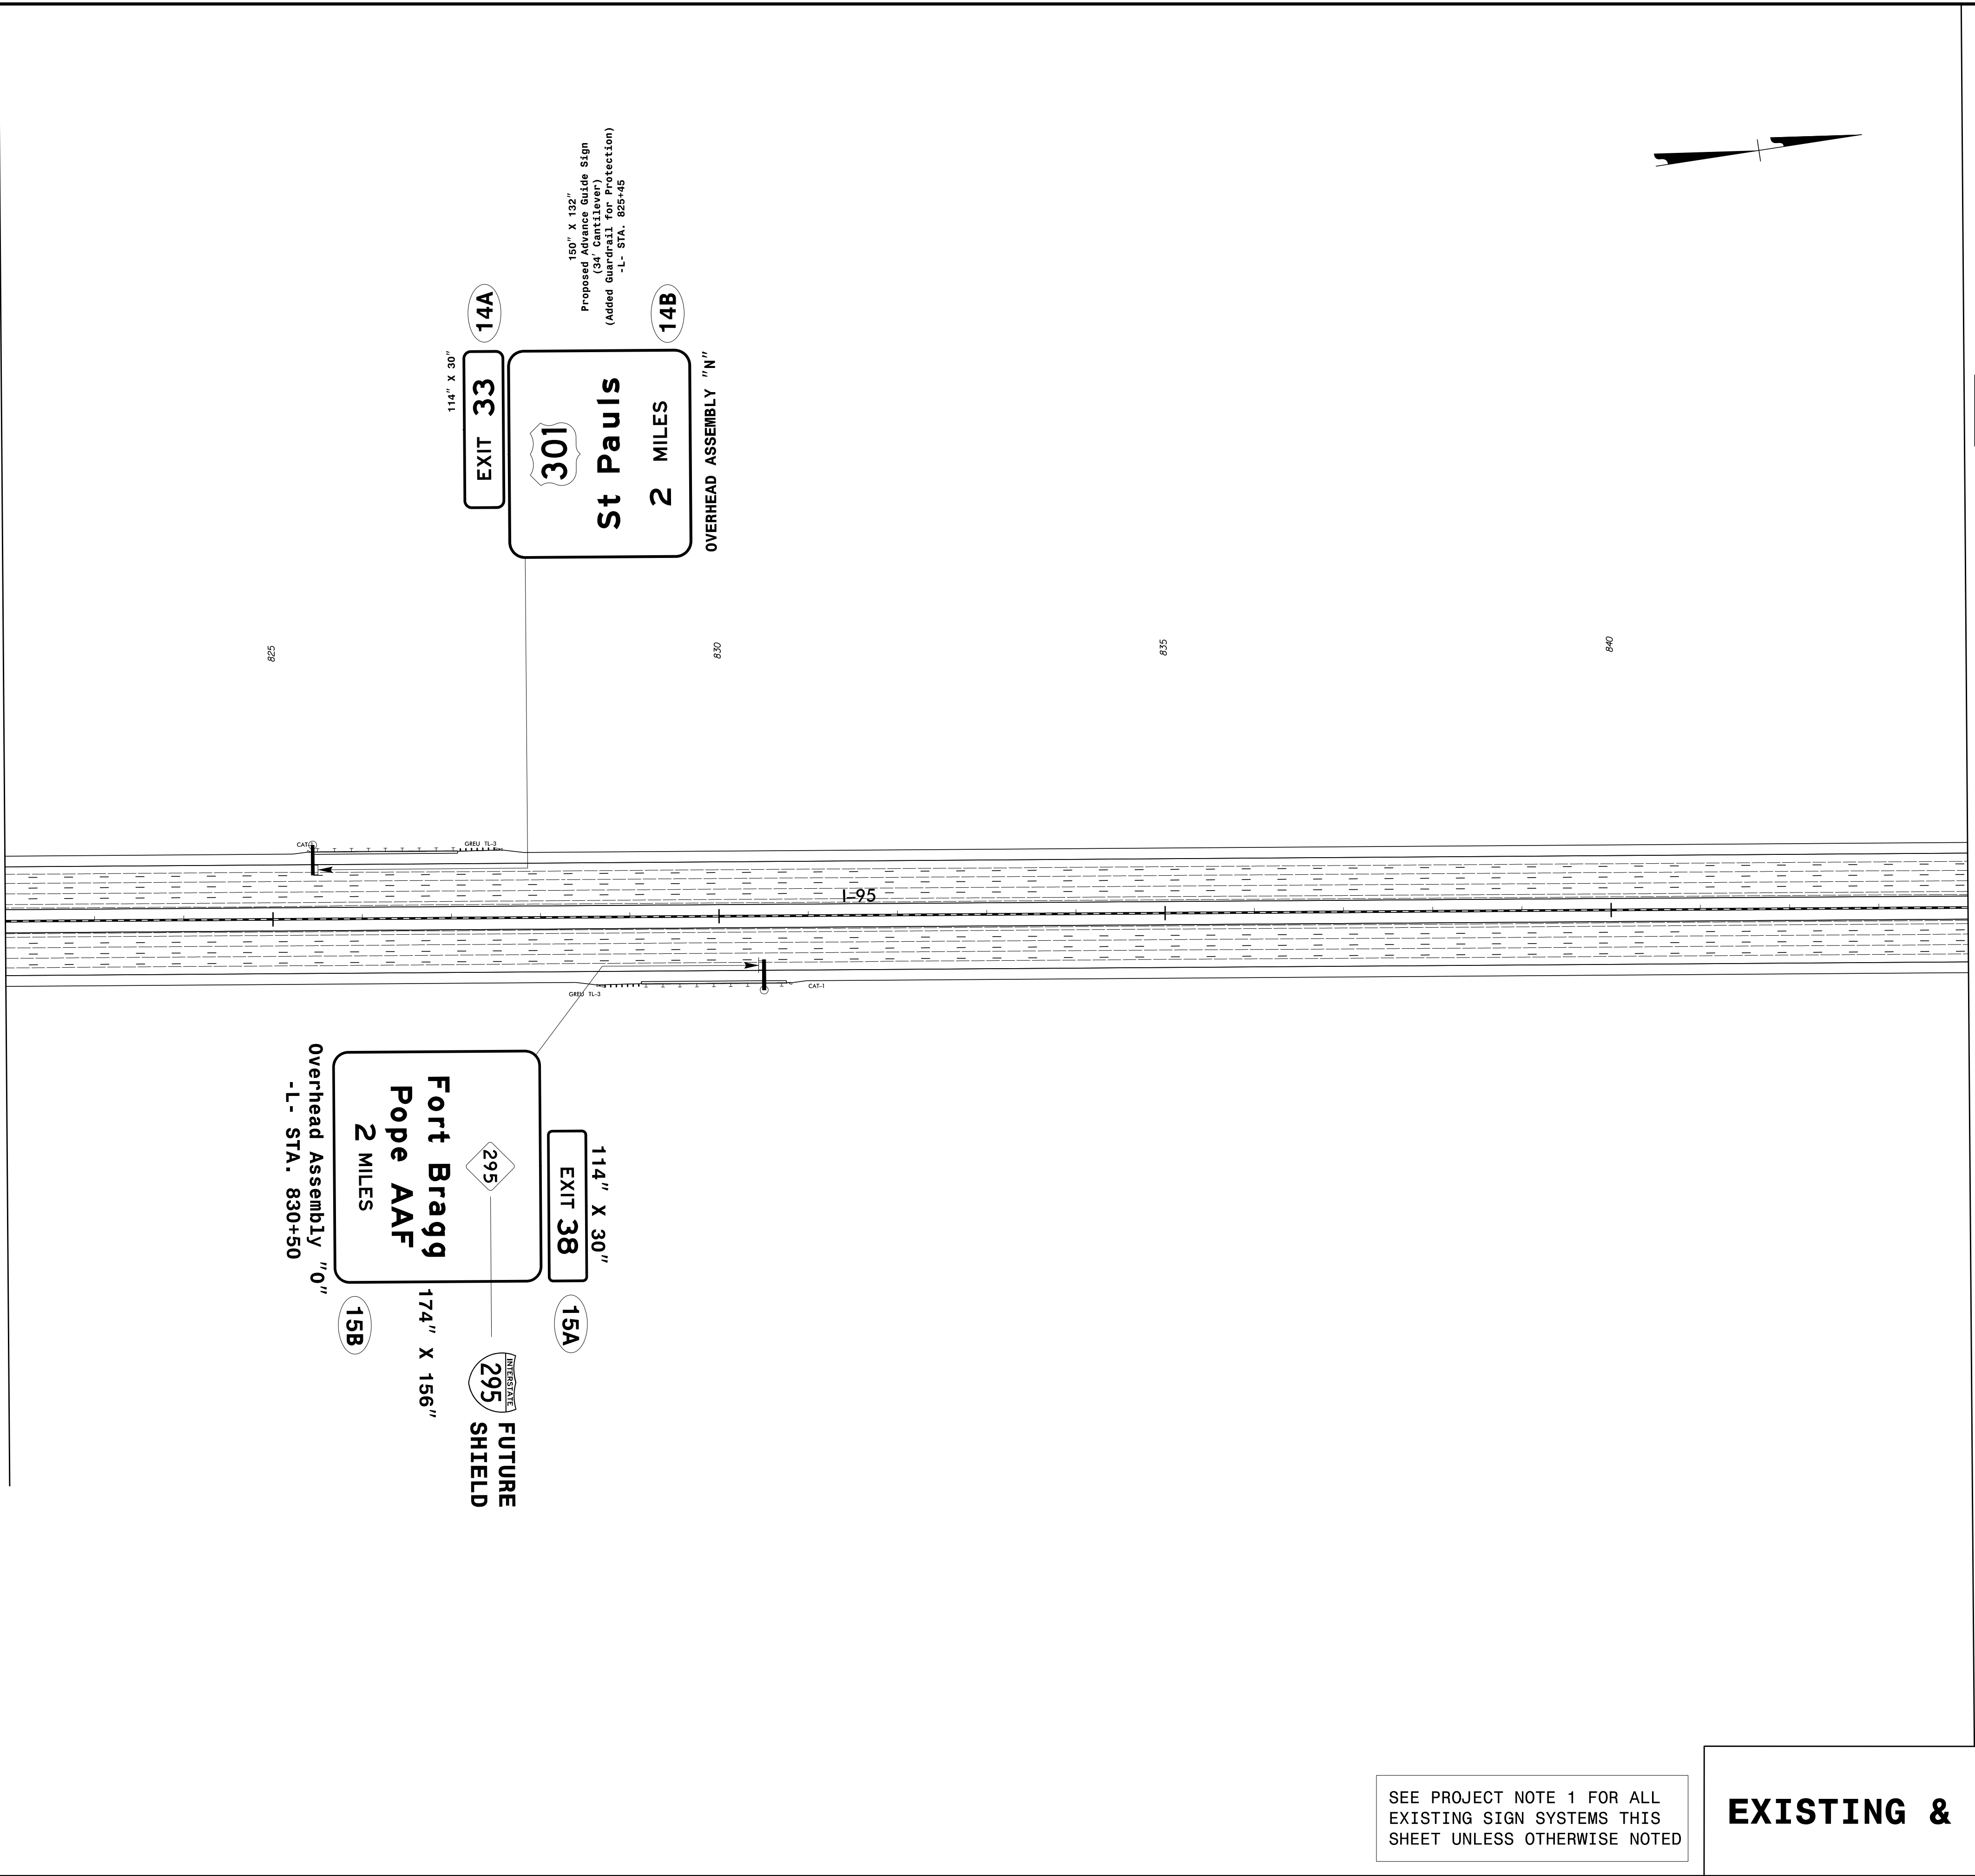 150" X 132"
Proposed Advance Guide Sign
(34' Cantilever)
(Added Guardrail for Protection)
-L- STA. 825+45
14A
14B
114" X 30"
EXIT 33
301
St Pauls
2 MILES
OVERHEAD ASSEMBLY "N"
825
830
835
840
GREU TL-3
I-95
GREU TL-3
CAT-1
114" X 30"
EXIT 38
15A
295
Fort Bragg
Pope AAF
2 MILES
Overhead Assembly "O"
-L- STA. 830+50
15B
174" X 156"
INTERSTATE
295
FUTURE
SHIELD
SEE PROJECT NOTE 1 FOR ALL
EXISTING SIGN SYSTEMS THIS
SHEET UNLESS OTHERWISE NOTED
EXISTING &